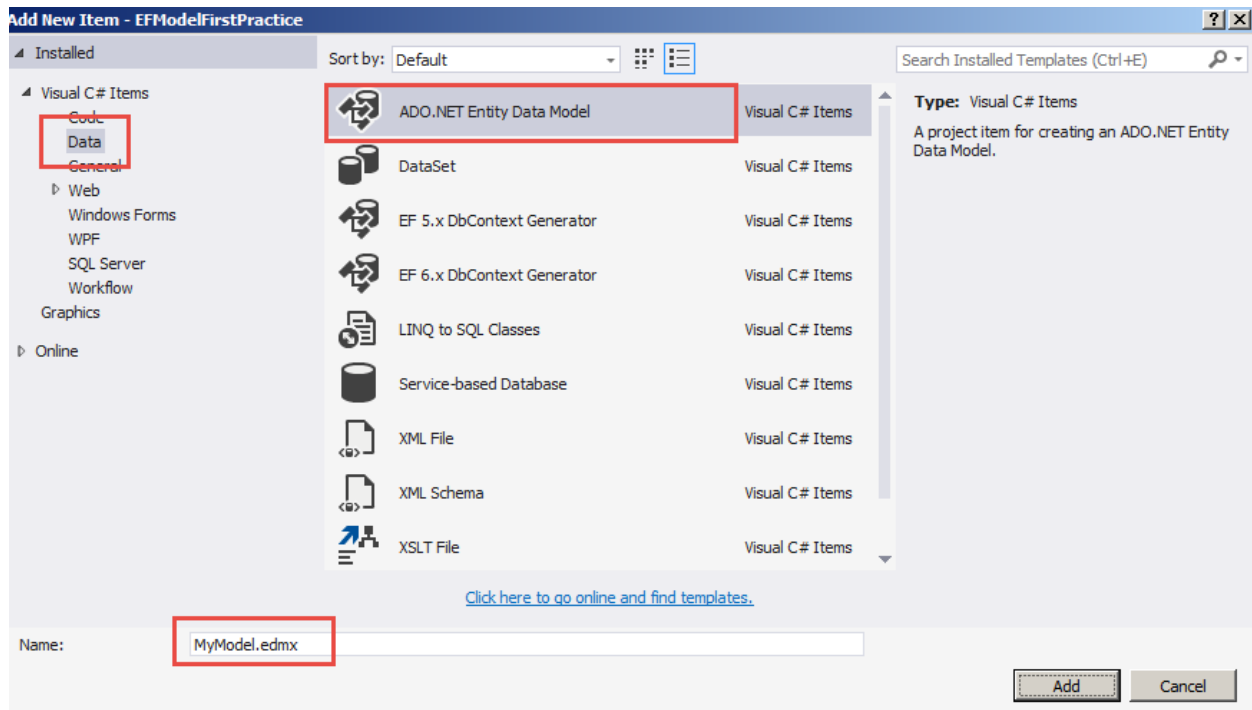 Add New Item - EFModelFirstPractice
? X
Installed
Sort by: Default
Search Installed Templates (Ctrl+E)
Visual C# Items
Code
Data
General
Web
Windows Forms
WPF
SQL Server
Workflow
Graphics
Online
ADO.NET Entity Data Model Visual C# Items
DataSet Visual C# Items
EF 5.x DbContext Generator Visual C# Items
EF 6.x DbContext Generator Visual C# Items
LINQ to SQL Classes Visual C# Items
Service-based Database Visual C# Items
XML File Visual C# Items
XML Schema Visual C# Items
XSLT File Visual C# Items
Type: Visual C# Items
A project item for creating an ADO.NET Entity
Data Model.
Click here to go online and find templates.
Name: MyModel.edmx
Add Cancel